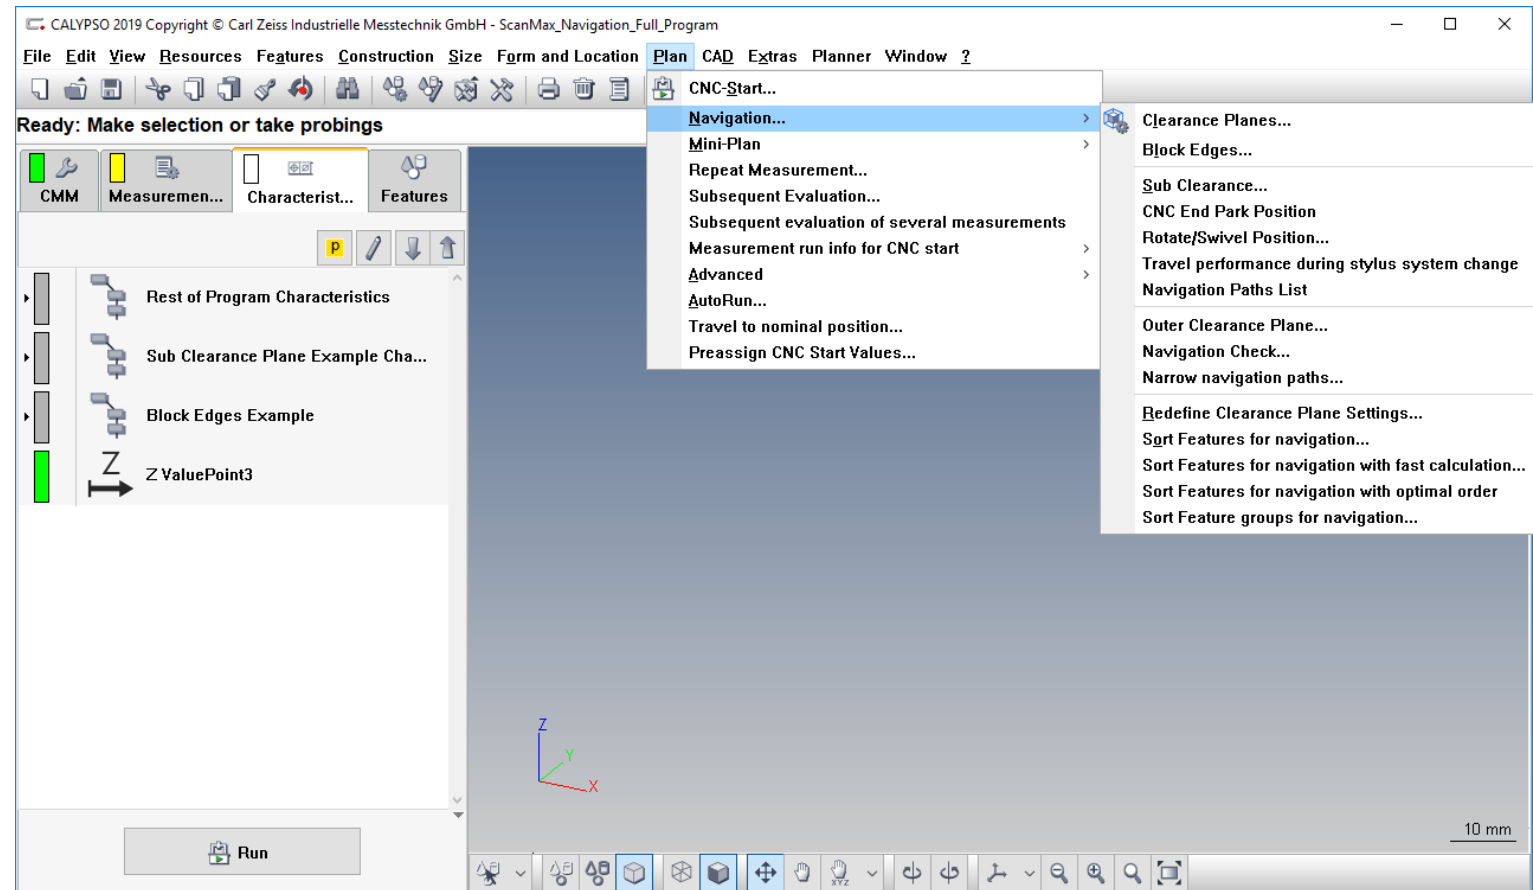 CALYPSO 2019 Copyright © Carl Zeiss Industrielle Messtechnik GmbH - ScanMax_Navigation_Full_Program
File Edit View Resources Features Construction Size Form and Location Plan CAD Extras Planner Window ?
Ready: Make selection or take probings
CMM
Measuremen...
Characterist...
Features
p
Rest of Program Characteristics
Sub Clearance Plane Example Cha...
Block Edges Example
Z
Z ValuePoint3
Run
CNC-Start...
Navigation...
Mini-Plan
Repeat Measurement...
Subsequent Evaluation...
Subsequent evaluation of several measurements
Measurement run info for CNC start
Advanced
AutoRun...
Travel to nominal position...
Preassign CNC Start Values...
Clearance Planes...
Block Edges...
Sub Clearance...
CNC End Park Position
Rotate/Swivel Position...
Travel performance during stylus system change
Navigation Paths List
Outer Clearance Plane...
Navigation Check...
Narrow navigation paths...
Redefine Clearance Plane Settings...
Sort Features for navigation...
Sort Features for navigation with fast calculation...
Sort Features for navigation with optimal order
Sort Feature groups for navigation...
Z
Y
X
10 mm
XYZ